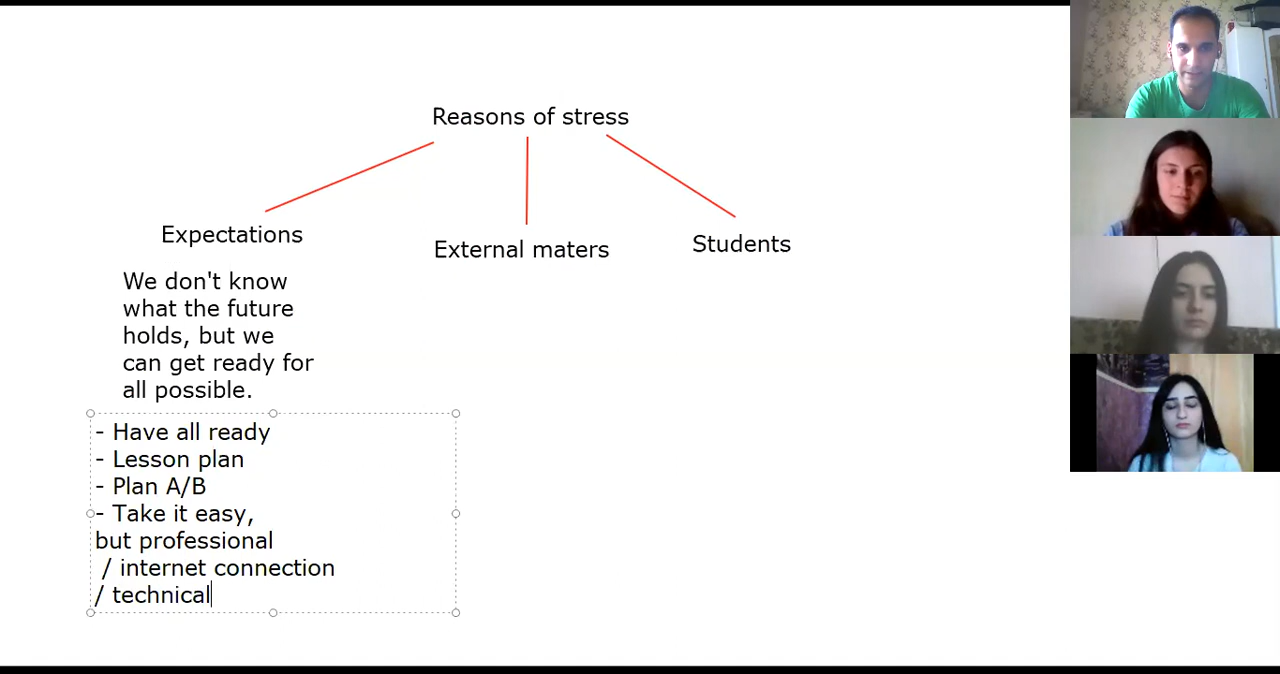 Reasons of stress
Expectations
External maters
Students
We don't know
what the future
holds, but we
can get ready for
all possible.
- Have all ready
- Lesson plan
- Plan A/B
- Take it easy,
but professional
/ internet connection
/ technical